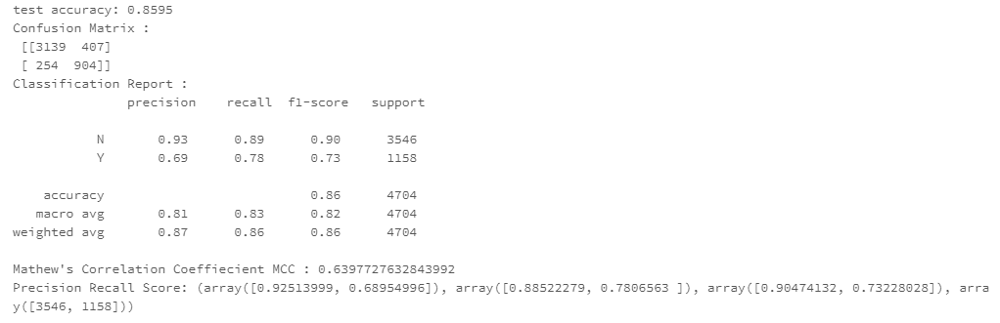 test accuracy: 0.8595
Confusion Matrix :
[[3139 407]
[ 254 904]]
Classification Report :
precision recall f1-score support
N 0.93 0.89 0.90 3546
Y 0.69 0.78 0.73 1158
accuracy 0.86 4704
macro avg 0.81 0.83 0.82 4704
weighted avg 0.87 0.86 0.86 4704
Mathew's Correlation Coeffiecient MCC : 0.6397727632843992
Precision Recall Score: (array([0.92513999, 0.68954996]), array([0.88522279, 0.7806563 ]), array([0.90474132, 0.73228028]), arra
y([3546, 1158]))